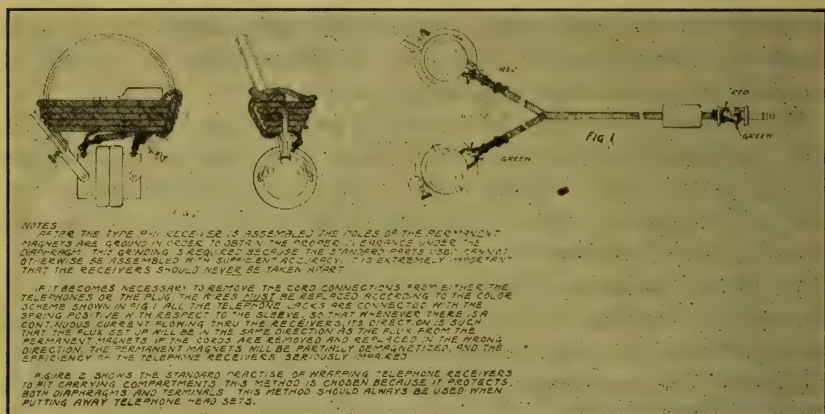 RED
RED
FIG 1
GREEN
GREEN
NOTES
AFTER THE TYPE RECEIVER IS ASSEMBLED THE POLES OF THE PERMANENT
MAGNETS ARE GROUND IN ORDER TO OBTAIN THE PROPER CLEARANCE UNDER THE
DIAPHRAGM THIS GRINDING IS REQUIRED BECAUSE THE STANDARD PARTS USED CANNOT
OTHERWISE BE ASSEMBLED WITH SUFFICIENT ACCURACY. IT IS EXTREMELY IMPORTANT
THAT THE RECEIVERS SHOULD NEVER BE TAKEN APART
IF IT BECOMES NECESSARY TO REMOVE THE CORD CONNECTIONS FROM EITHER THE
TELEPHONES OR THE PLUG, THE WIRES MUST BE REPLACED ACCORDING TO THE COLOR
SCHEME SHOWN IN FIG. 1 ALL THE TELEPHONE JACKS ARE CONNECTED WITH THE
SPRING POSITIVE WITH RESPECT TO THE SLEEVE, SO THAT WHENEVER THERE IS A
CONTINUOUS CURRENT FLOWING THRU THE RECEIVERS, ITS DIRECTION IS SUCH
THAT THE FLUX SET UP WILL BE IN THE SAME DIRECTION AS THE FLUX FROM THE
PERMANENT MAGNETS IF THE CORDS ARE REMOVED AND REPLACED IN THE WRONG
DIRECTION, THE PERMANENT MAGNETS WILL BE PARTIALLY DEMAGNETIZED, AND THE
EFFICIENCY OF THE TELEPHONE RECEIVERS SERIOUSLY IMPAIRED
FIGURE 2 SHOWS THE STANDARD PRACTISE OF WRAPPING TELEPHONE RECEIVERS
TO FIT CARRYING COMPARTMENTS THIS METHOD IS CHOSEN BECAUSE IT PROTECTS
BOTH DIAPHRAGMS AND TERMINALS THIS METHOD SHOULD ALWAYS BE USED WHEN
PUTTING AWAY TELEPHONE HEAD SETS.